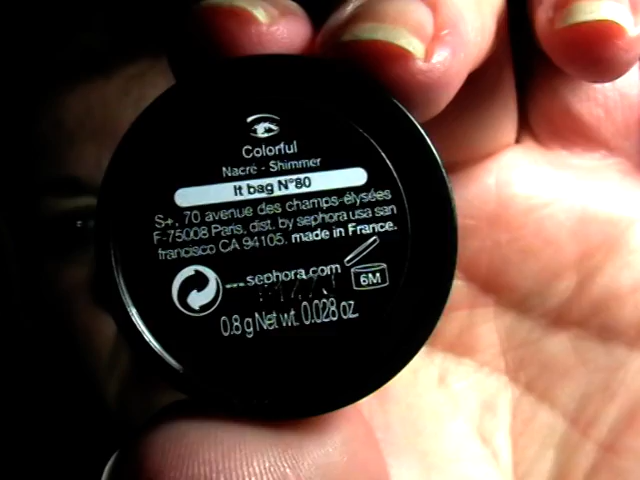 Colorful
Nacré - Shimmer
It bag N°80
S+, 70 avenue des champs-élysées
F-75008 Paris, dist. by sephora usa san
francisco CA 94105. made in France.
sephora.com
6M
0.8 g Net wt. 0.028 oz.